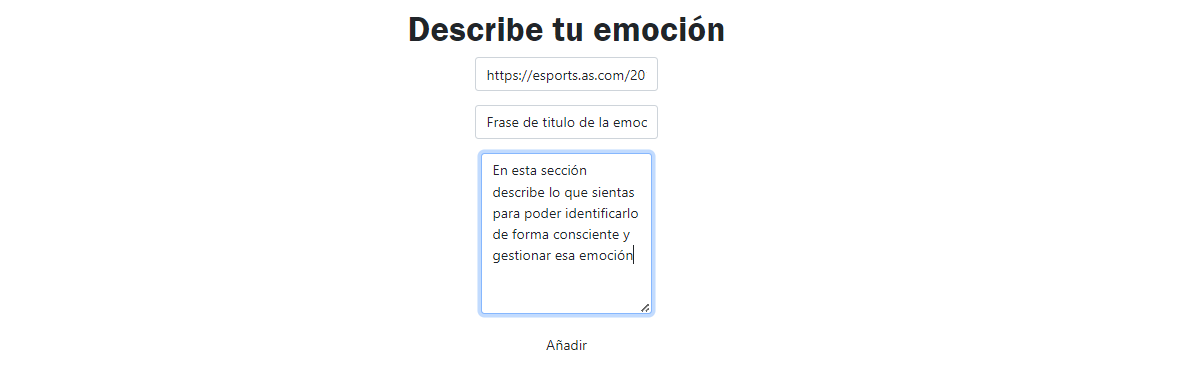 Describe tu emoción
https://esports.as.com/20
Frase de titulo de la emoc
En esta sección
describe lo que sientas
para poder identificarlo
de forma consciente y
gestionar esa emoción
Añadir